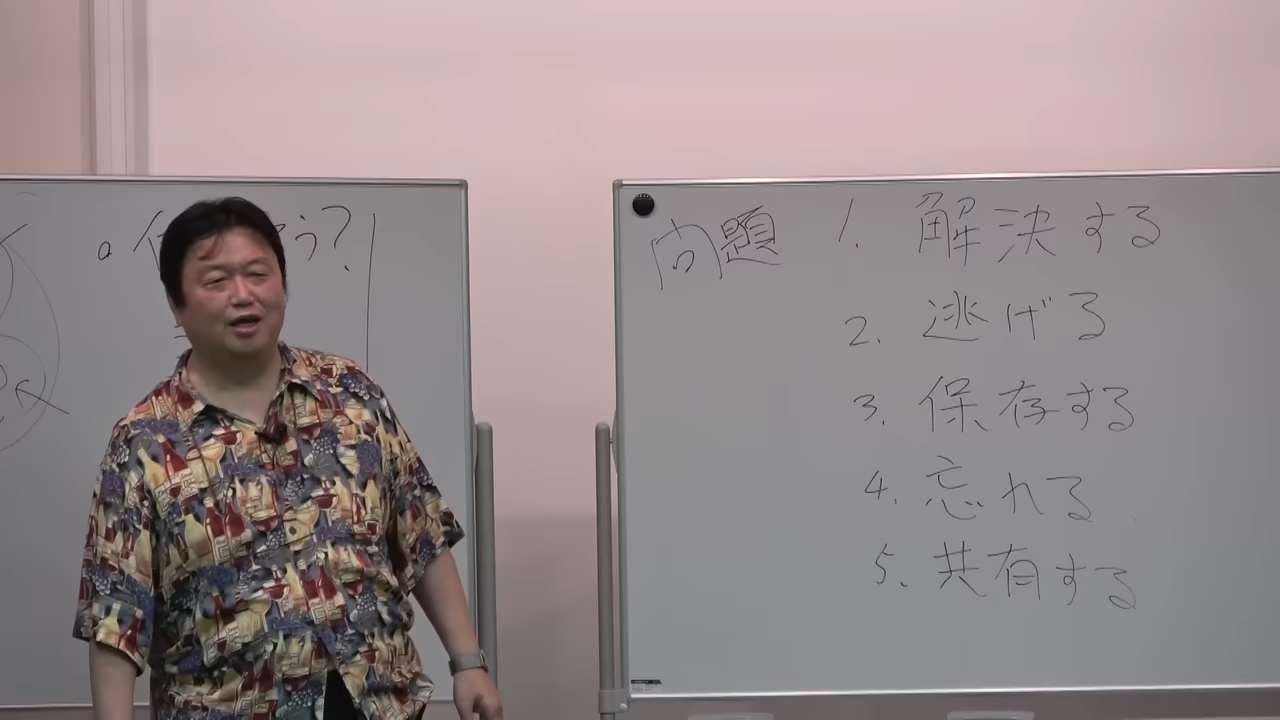 問題 1. 解決する
2. 逃げる
3. 保存する
4. 忘れる
5. 共有する